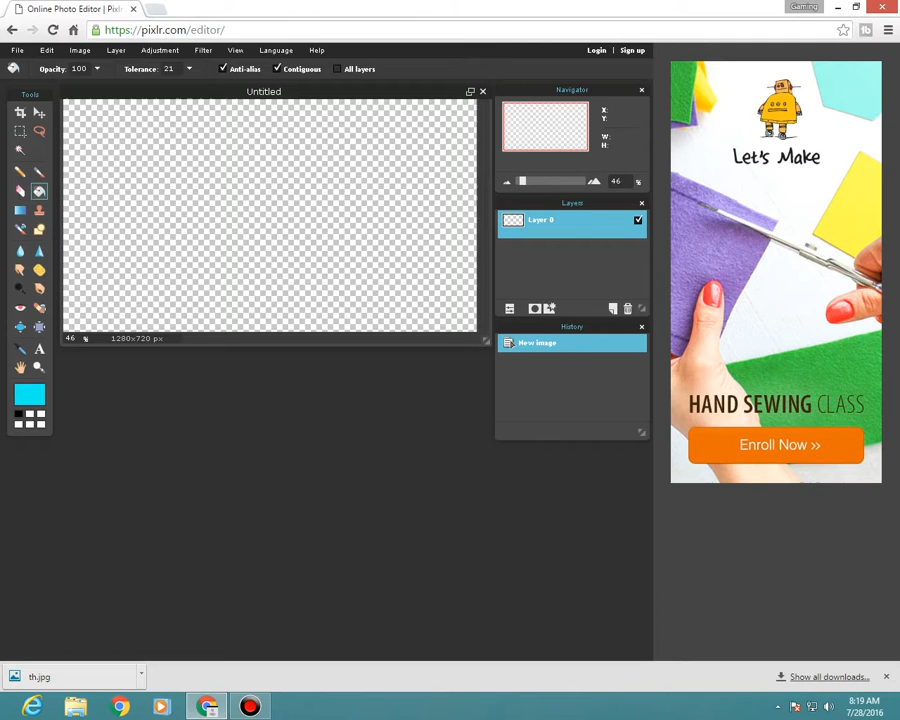 Online Photo Editor | Pixlr
Gaming
https://pixlr.com/editor/
File Edit Image Layer Adjustment Filter View Language Help Login | Sign up
Opacity: 100 Tolerance: 21 Anti-alias Contiguous All layers
Tools
Untitled
46 % 1280x720 px
Navigator
X:
Y:
W:
H:
46 %
Layers
Layer 0
History
New image
Let's Make
HAND SEWING CLASS
Enroll Now >>
th.jpg
Show all downloads...
8:19 AM
7/28/2016